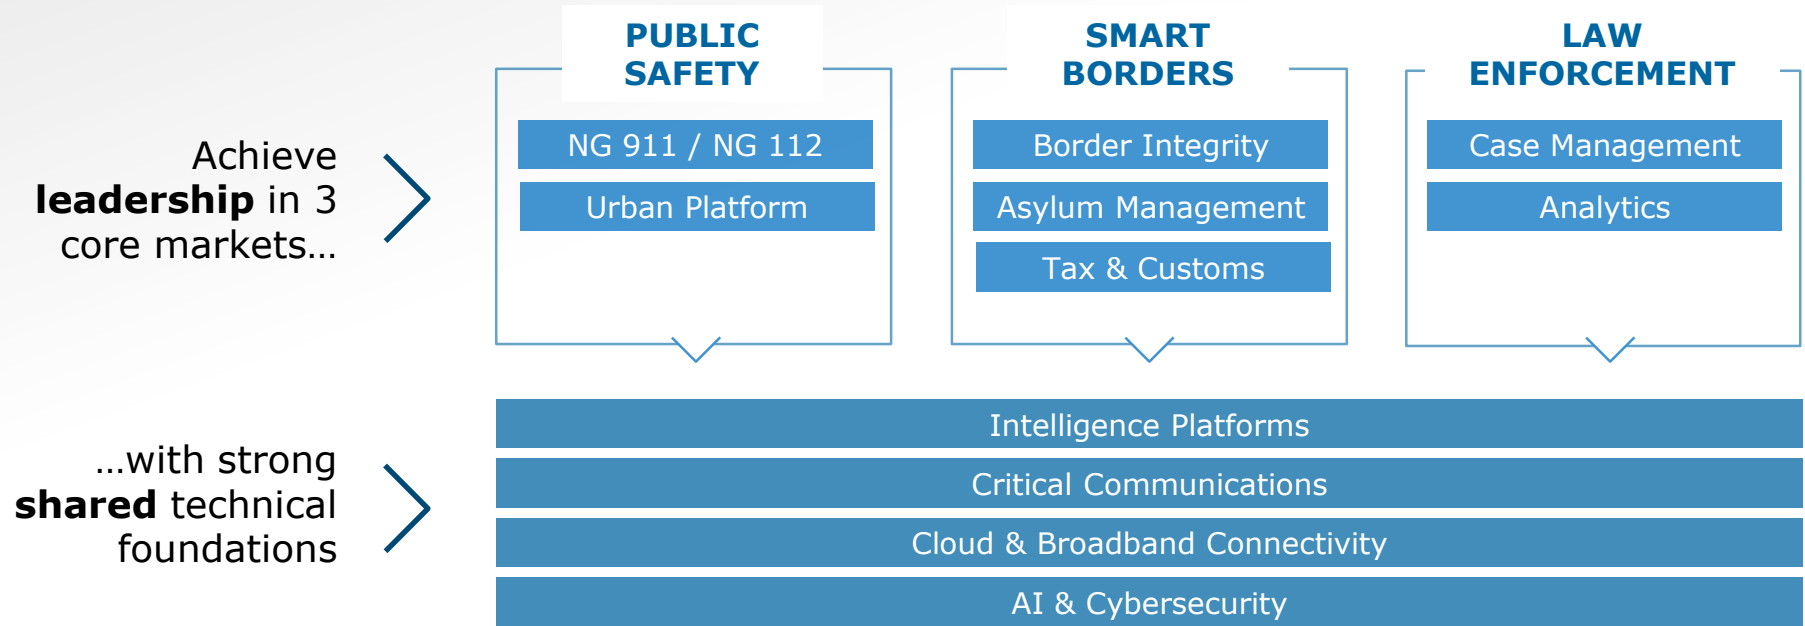 PUBLIC
SAFETY
SMART
BORDERS
LAW
ENFORCEMENT
Achieve
leadership in 3
core markets…
NG 911 / NG 112
Urban Platform
Border Integrity
Asylum Management
Tax & Customs
Case Management
Analytics
…with strong
shared technical
foundations
Intelligence Platforms
Critical Communications
Cloud & Broadband Connectivity
AI & Cybersecurity